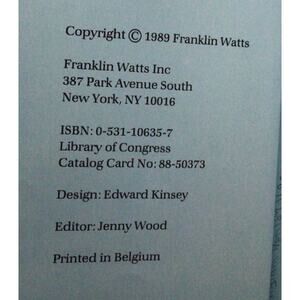 Copyright © 1989 Franklin Watts
Franklin Watts Inc
387 Park Avenue South
New York, NY 10016
ISBN: 0-531-10635-7
Library of Congress
Catalog Card No: 88-50373
Design: Edward Kinsey
Editor: Jenny Wood
Printed in Belgium